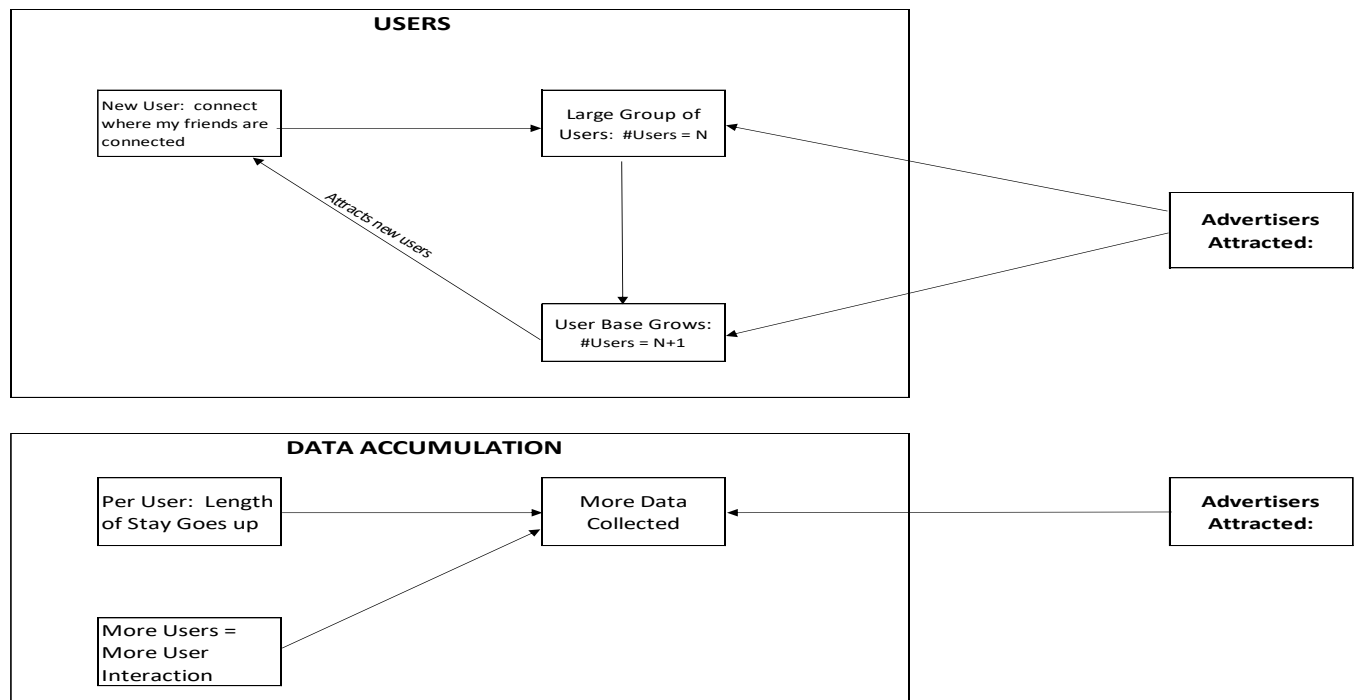 USERS
New User:  connect
where my friends are
connected
Large Group of
Users:  #Users = N
Attracts new users
Advertisers
Attracted:
User Base Grows:
#Users = N+1
DATA ACCUMULATION
Per User:  Length
of Stay Goes up
More Data
Collected
Advertisers
Attracted:
More Users =
More User
Interaction